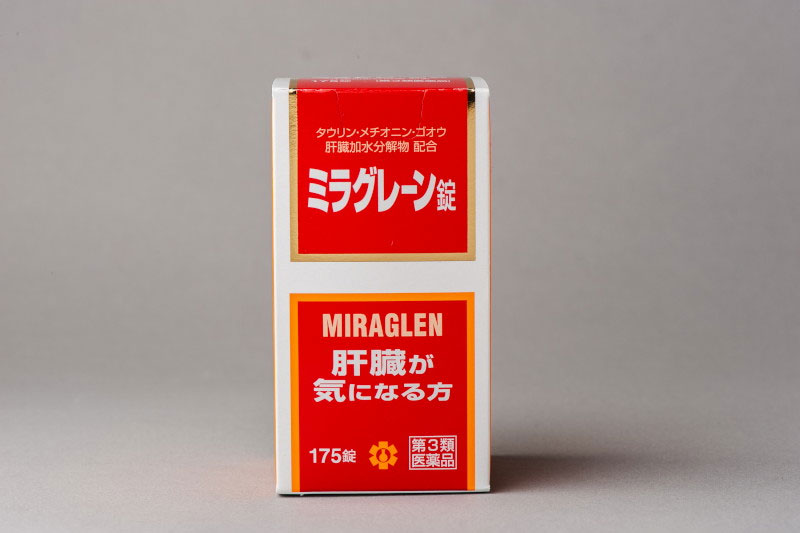 タウリン・メチオニン・ゴオウ
肝臓加水分解物 配合
ミラグレーン錠
MIRAGLEN
肝臓が
気になる方
175錠
第3類
医薬品